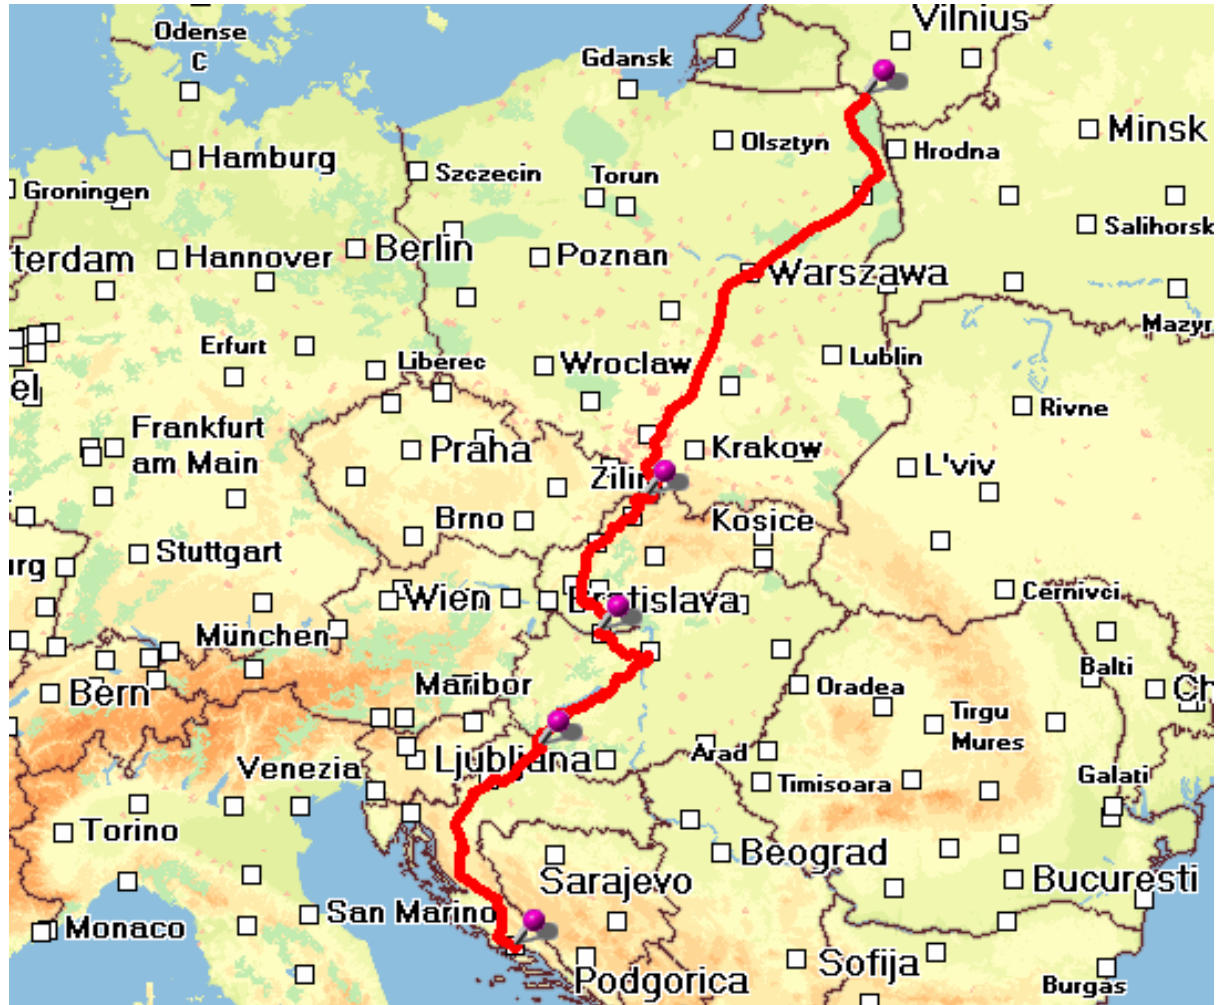 Vilnius
Odense
C
Gdansk
Minsk
Hamburg
Olsztyn
Hrodna
Szczecin
Torun
Groningen
Salihorsk
Berlin
terdam
Hannover
Poznan
Warszawa
Mazyr
Erfurt
Liberec
Wroclaw
Lublin
el
Rivne
Frankfurt
am Main
Praha
Krakow
L'viv
Zilin
Brno
Kosice
Stuttgart
urg
Wien
Bratislava
Cernivci
München
Balti
Maribor
Bern
Oradea
Ch
Tirgu
Mures
Arad
Ljubljana
Venezia
Timisoara
Galati
Torino
Beograd
Sarajevo
Bucuresti
San Marino
Monaco
Sofija
Podgorica
Burgas